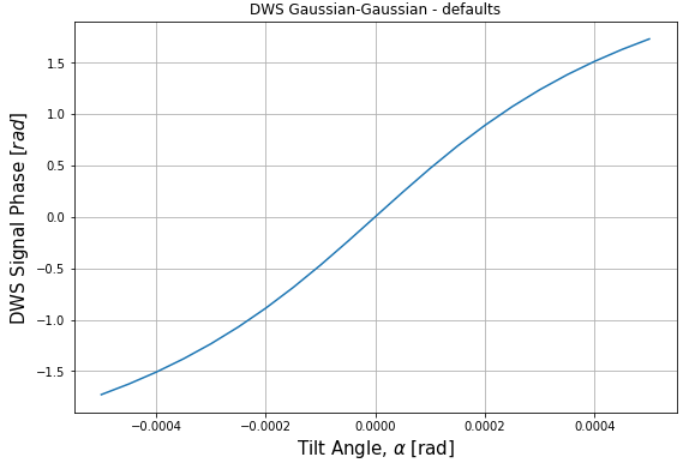 DWS Gaussian-Gaussian - defaults
DWS Signal Phase [rad]
1.5
1.0
0.5
0.0
−0.5
−1.0
−1.5
−0.0004 −0.0002 0.0000 0.0002 0.0004
Tilt Angle, α [rad]